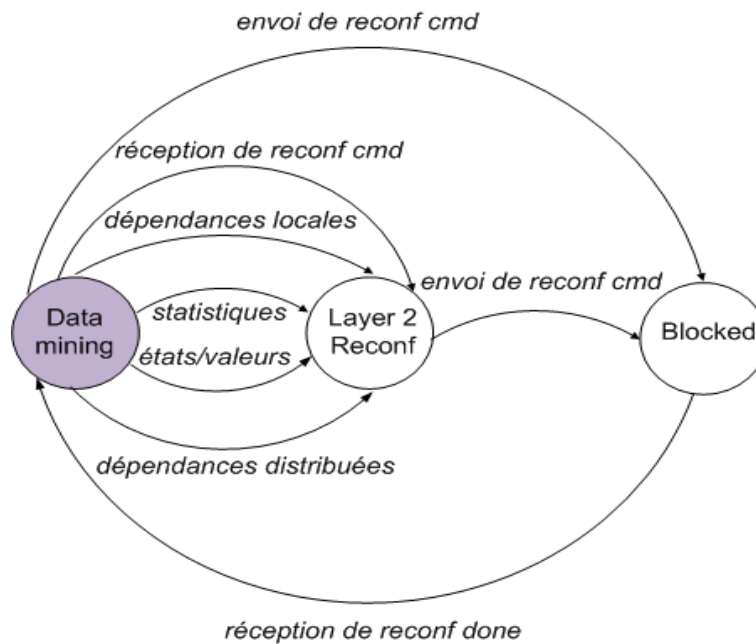 envoi de reconf cmd
réception de reconf cmd
dépendances locales
envoi de reconf cmd
Data
mining
statistiques
états/valeurs
Layer 2
Reconf
Blocked
dépendances distribuées
réception de reconf done